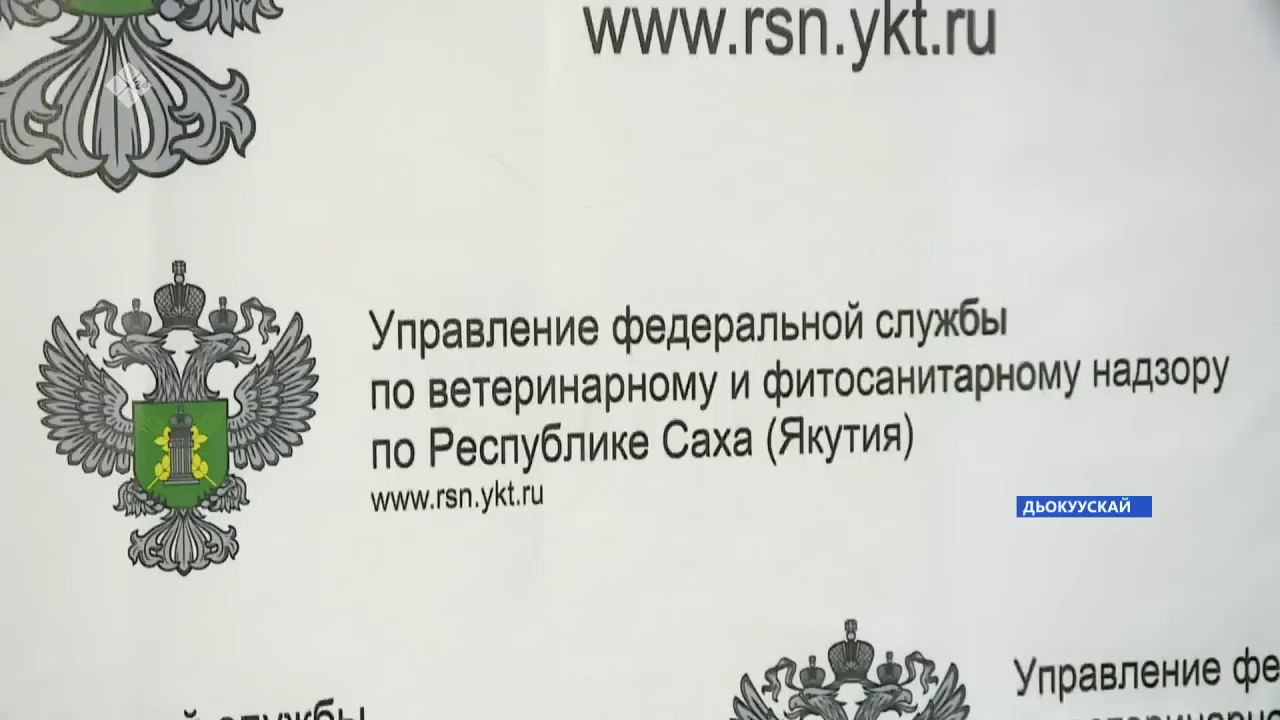 www.rsn.ykt.ru
Управление федеральной службы
по ветеринарному и фитосанитарному надзору
по Республике Саха (Якутия)
www.rsn.ykt.ru
ДЬОКУУСКАЙ
Управление фе
й службы